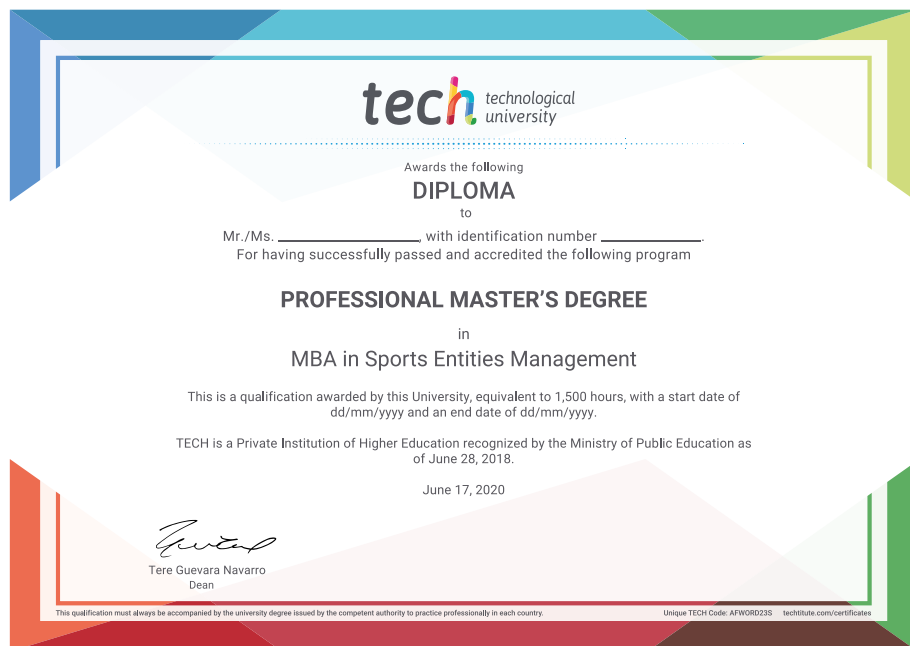 tech technological
university
Awards the following
DIPLOMA
to
Mr./Ms. ____________, with identification number ____________.
For having successfully passed and accredited the following program
PROFESSIONAL MASTER'S DEGREE
in
MBA in Sports Entities Management
This is a qualification awarded by this University, equivalent to 1,500 hours, with a start date of
dd/mm/yyyy and an end date of dd/mm/yyyy.
TECH is a Private Institution of Higher Education recognized by the Ministry of Public Education as
of June 28, 2018.
June 17, 2020
Tere Guevara Navarro
Dean
This qualification must always be accompanied by the university degree issued by the competent authority to practice professionally in each country.
Unique TECH Code: AFWORD23S techtitute.com/certificates